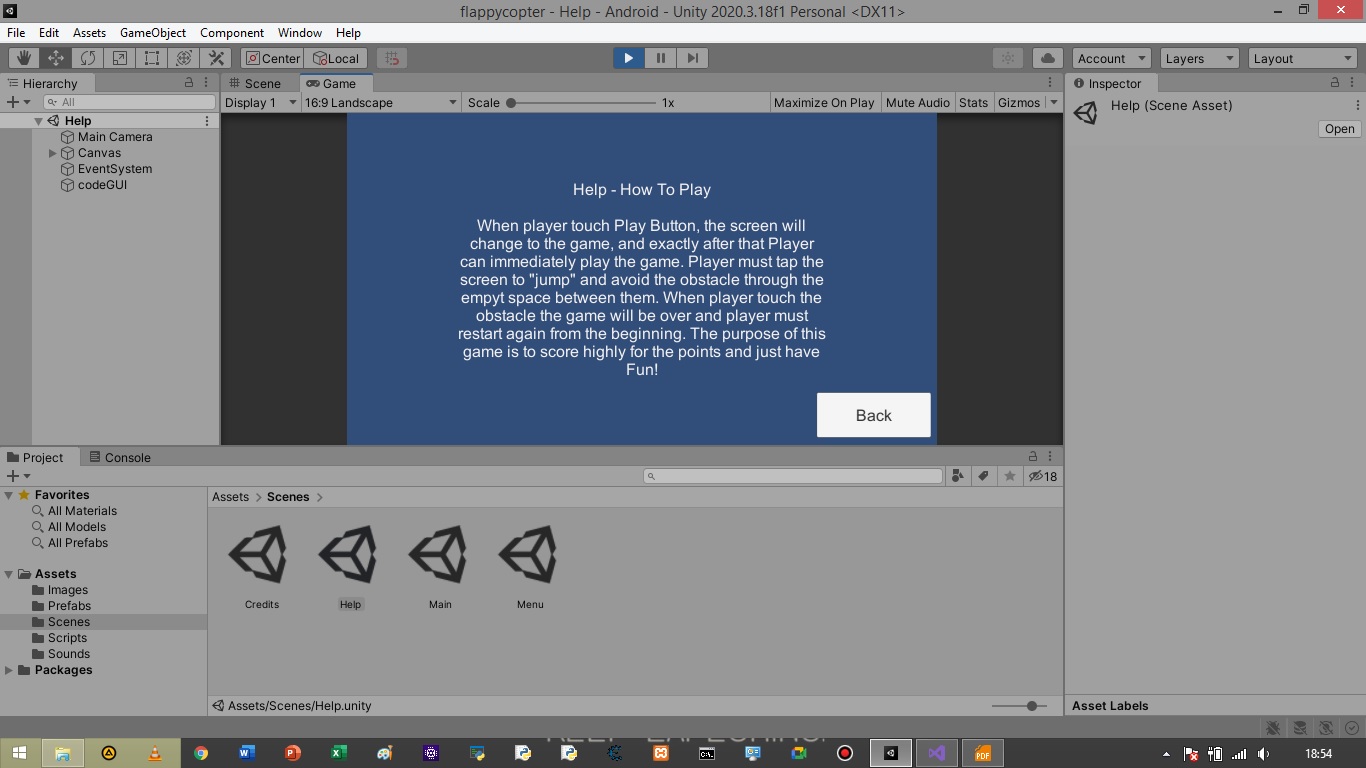 flappycopter - Help - Android - Unity 2020.3.18f1 Personal <DX11>
File Edit Assets GameObject Component Window Help
Center Local Account Layers Layout
Hierarchy
All
Help
Main Camera
Canvas
EventSystem
codeGUI
Scene Game
Display 1 16:9 Landscape Scale 1x Maximize On Play Mute Audio Stats Gizmos
Help - How To Play
When player touch Play Button, the screen will
change to the game, and exactly after that Player
can immediately play the game. Player must tap the
screen to "jump" and avoid the obstacle through the
empyt space between them. When player touch the
obstacle the game will be over and player must
restart again from the beginning. The purpose of this
game is to score highly for the points and just have
Fun!
Back
Inspector
Help (Scene Asset)
Open
Project Console
18
Favorites
All Materials
All Models
All Prefabs
Assets
Images
Prefabs
Scenes
Scripts
Sounds
Packages
Assets > Scenes >
Credits Help Main Menu
Assets/Scenes/Help.unity
Asset Labels
PDF
18:54